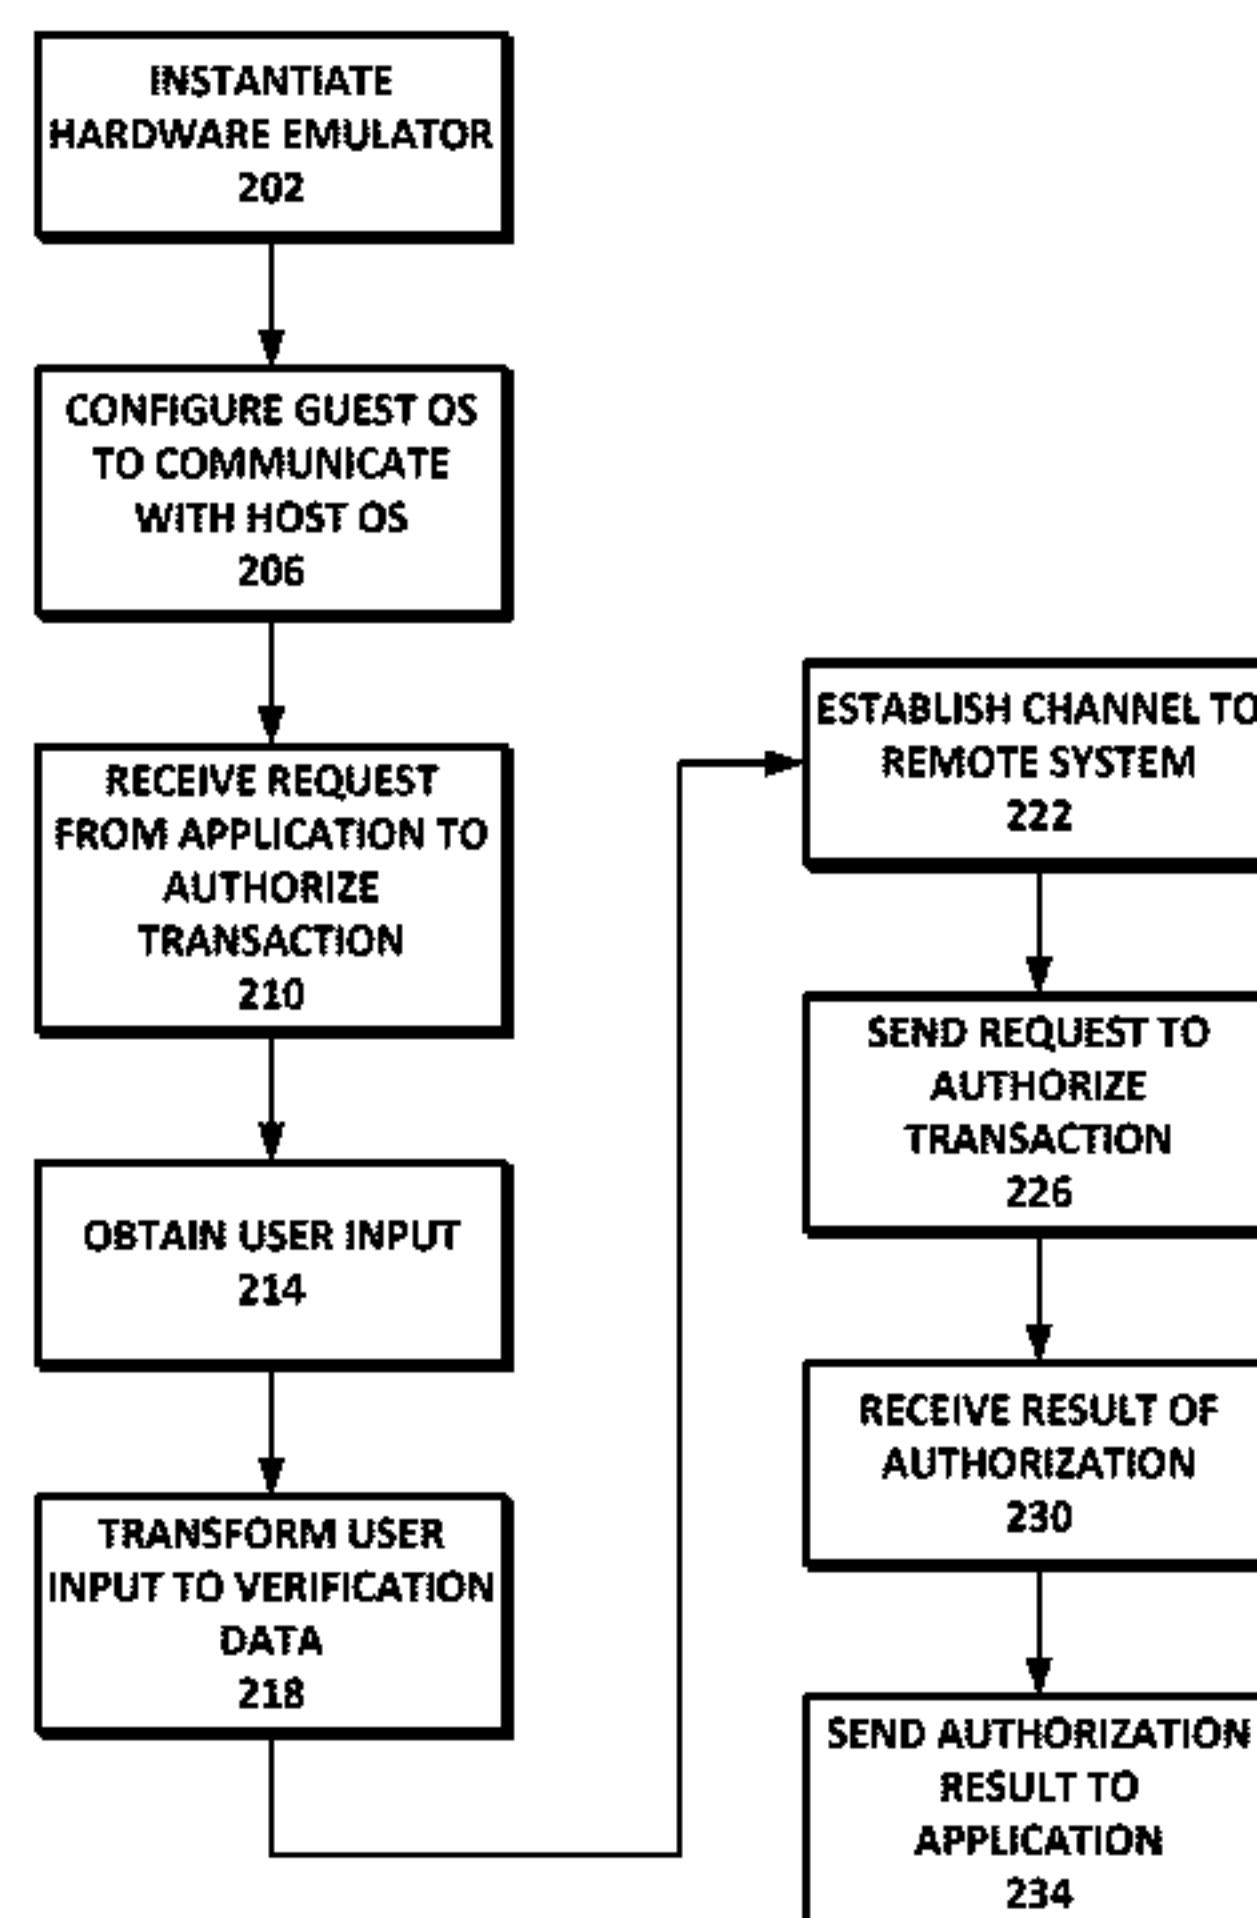 INSTANTIATE
HARDWARE EMULATOR
202
CONFIGURE GUEST OS
TO COMMUNICATE
WITH HOST OS
206
RECEIVE REQUEST
FROM APPLICATION TO
AUTHORIZE
TRANSACTION
210
OBTAIN USER INPUT
214
TRANSFORM USER
INPUT TO VERIFICATION
DATA
218
ESTABLISH CHANNEL TO
REMOTE SYSTEM
222
SEND REQUEST TO
AUTHORIZE
TRANSACTION
226
RECEIVE RESULT OF
AUTHORIZATION
230
SEND AUTHORIZATION
RESULT TO
APPLICATION
234